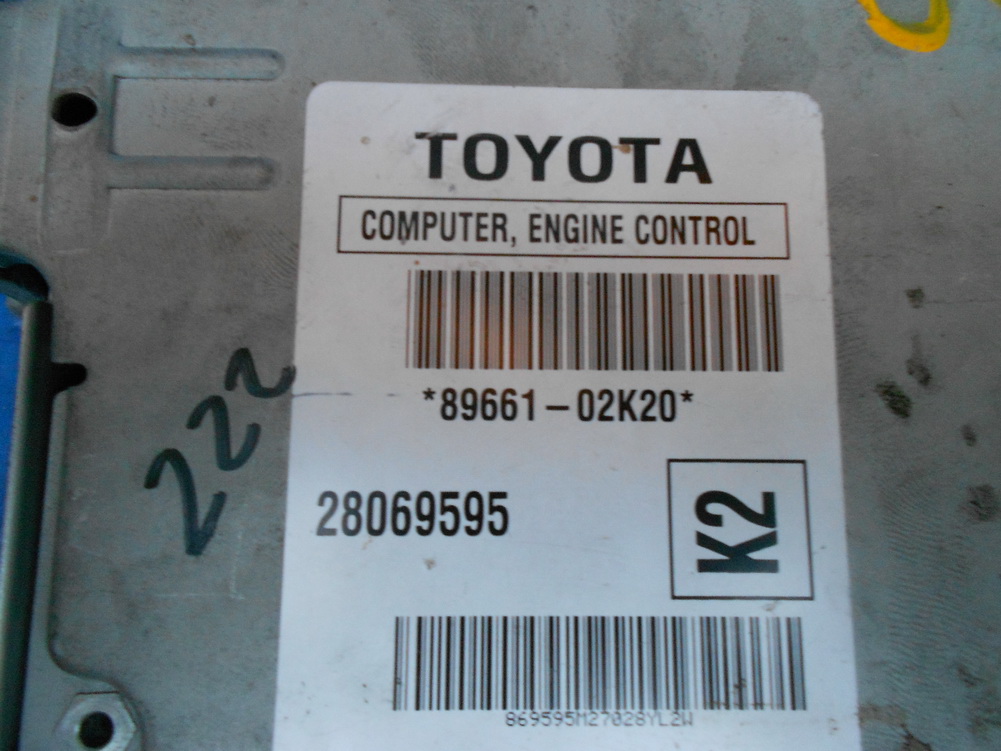 TOYOTA
COMPUTER, ENGINE CONTROL
*89661-02K20*
222
28069595
K2
869595M27028YL2W